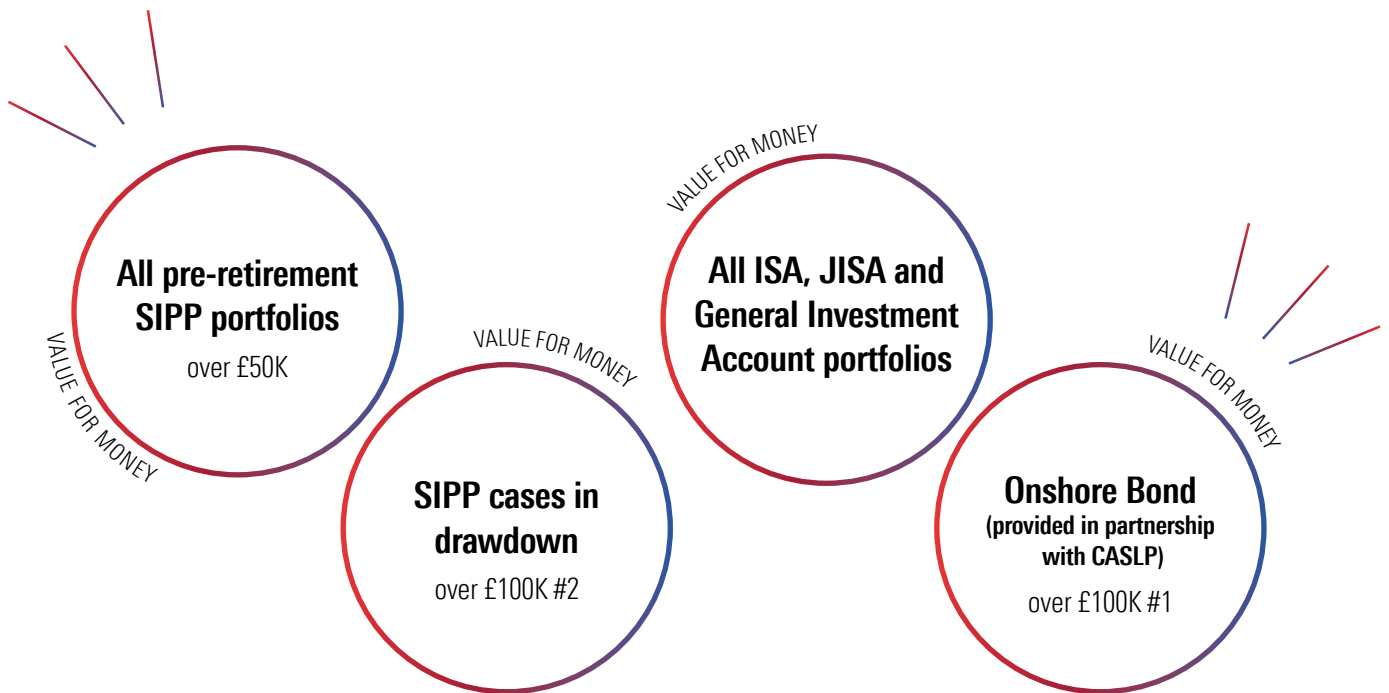 VALUE FOR MONEY
All pre-retirement
SIPP portfolios
over £50K
VALUE FOR MONEY
SIPP cases in
drawdown
over £100K #2
VALUE FOR MONEY
All ISA, JISA and
General Investment
Account portfolios
VALUE FOR MONEY
Onshore Bond
(provided in partnership
with CASLP)
over £100K #1